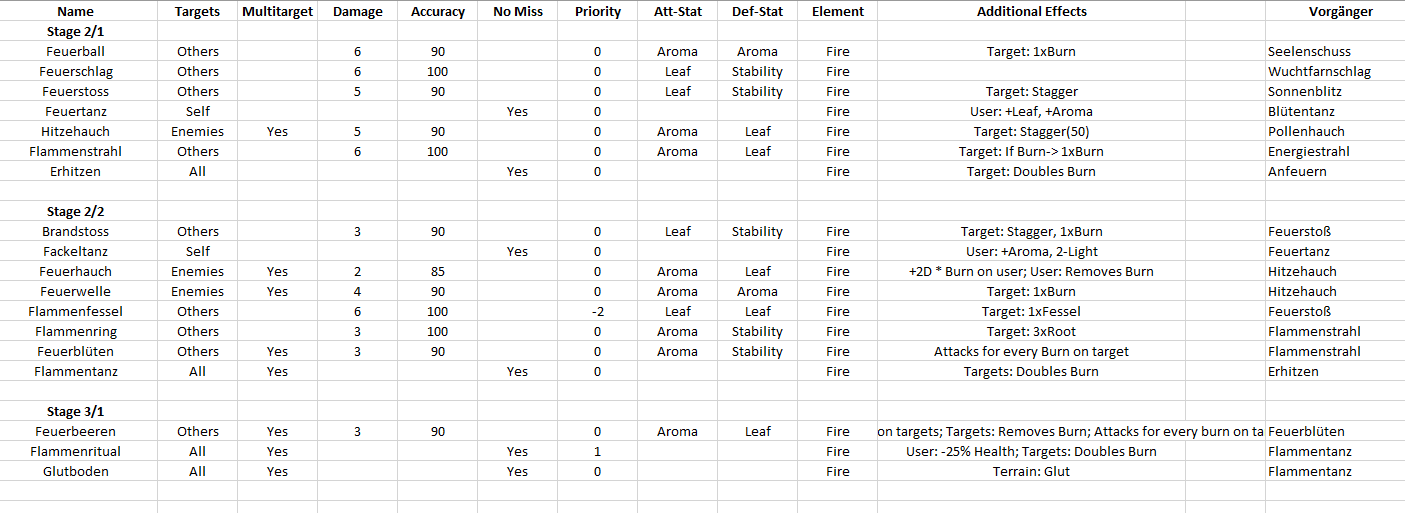 Name Targets Multitarget Damage Accuracy No Miss Priority Att-Stat Def-Stat Element Additional Effects Vorgänger
Stage 2/1
Feuerball Others 6 90 0 Aroma Aroma Fire Target: 1xBurn Seelenschuss
Feuerschlag Others 6 100 0 Leaf Stability Fire Wuchtfarnschlag
Feuerstoss Others 5 90 0 Leaf Stability Fire Target: Stagger Sonnenblitz
Feuertanz Self Yes 0 Fire User: +Leaf, +Aroma Blütentanz
Hitzehauch Enemies Yes 5 90 0 Aroma Leaf Fire Target: Stagger(50) Pollenhauch
Flammenstrahl Others 6 100 0 Aroma Leaf Fire Target: If Burn-> 1xBurn Energiestrahl
Erhitzen All Yes 0 Fire Target: Doubles Burn Anfeuern
Stage 2/2
Brandstoss Others 3 90 0 Leaf Stability Fire Target: Stagger, 1xBurn Feuerstoß
Fackeltanz Self Yes 0 Fire User: +Aroma, 2-Light Feuertanz
Feuerhauch Enemies Yes 2 85 0 Aroma Leaf Fire +2D * Burn on user; User: Removes Burn Hitzehauch
Feuerwelle Enemies Yes 4 90 0 Aroma Aroma Fire Target: 1xBurn Hitzehauch
Flammenfessel Others 6 100 -2 Leaf Leaf Fire Target: 1xFessel Feuerstoß
Flammenring Others 3 100 0 Aroma Stability Fire Target: 3xRoot Flammenstrahl
Feuerblüten Others Yes 3 90 0 Aroma Stability Fire Attacks for every Burn on target Flammenstrahl
Flammentanz All Yes Yes 0 Fire Targets: Doubles Burn Erhitzen
Stage 3/1
Feuerbeeren Others Yes 3 90 0 Aroma Leaf Fire on targets; Targets: Removes Burn; Attacks for every burn on ta Feuerblüten
Flammenritual All Yes Yes 1 Fire User: -25% Health; Targets: Doubles Burn Flammentanz
Glutboden All Yes Yes 0 Fire Terrain: Glut Flammentanz